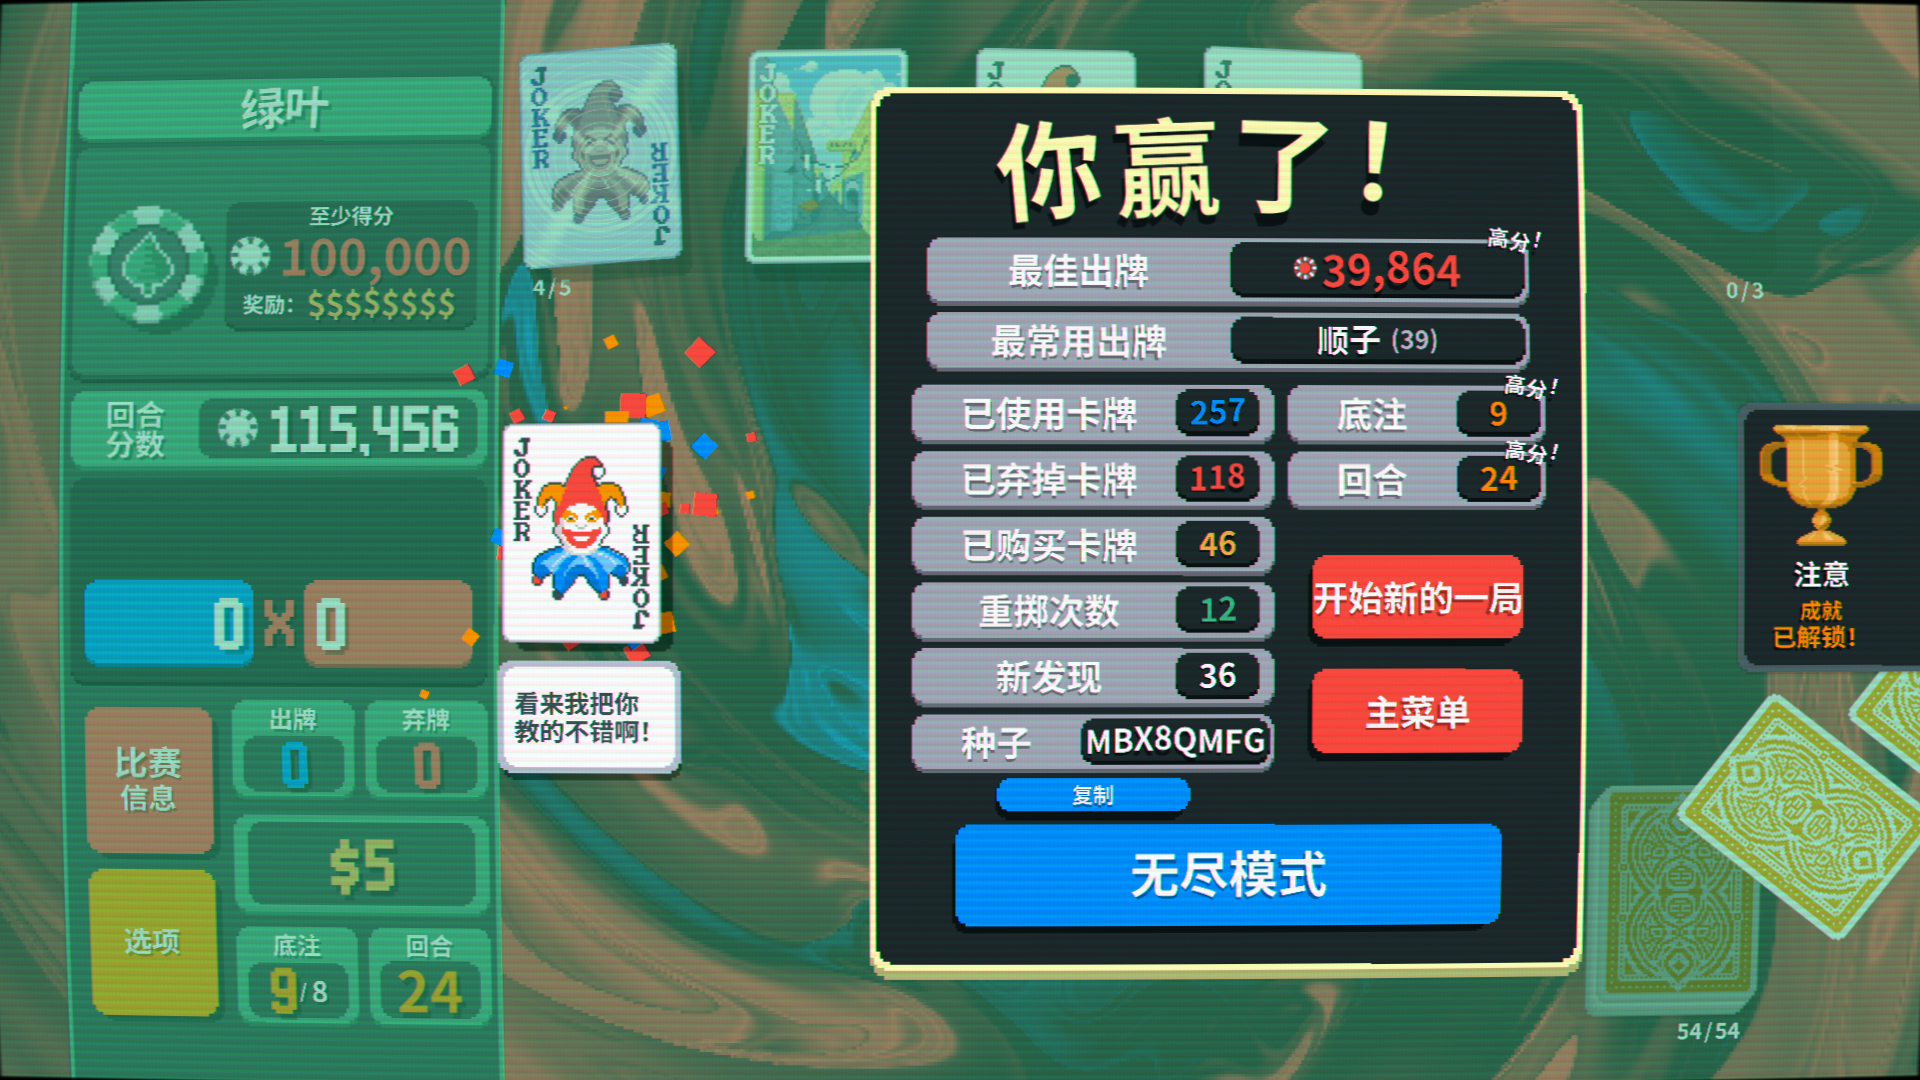 绿叶
至少得分
100,000
奖励: $$$$$$$$
回合
分数
115,456
0 X 0
比赛
信息
出牌
0
弃牌
0
$5
选项
底注
9/8
回合
24
JOKER
JOKER
JOKER
J
O
J
4/5
JOKER
JOKER
看来我把你
教的不错啊!
你赢了!
最佳出牌
39,864
高分!
最常用出牌
顺子 (39)
已使用卡牌
257
底注
9
高分!
已弃掉卡牌
118
回合
24
高分!
已购买卡牌
46
重掷次数
12
新发现
36
种子
MBX8QMFG
复制
开始新的一局
主菜单
无尽模式
0/3
注意
成就
已解锁!
54/54